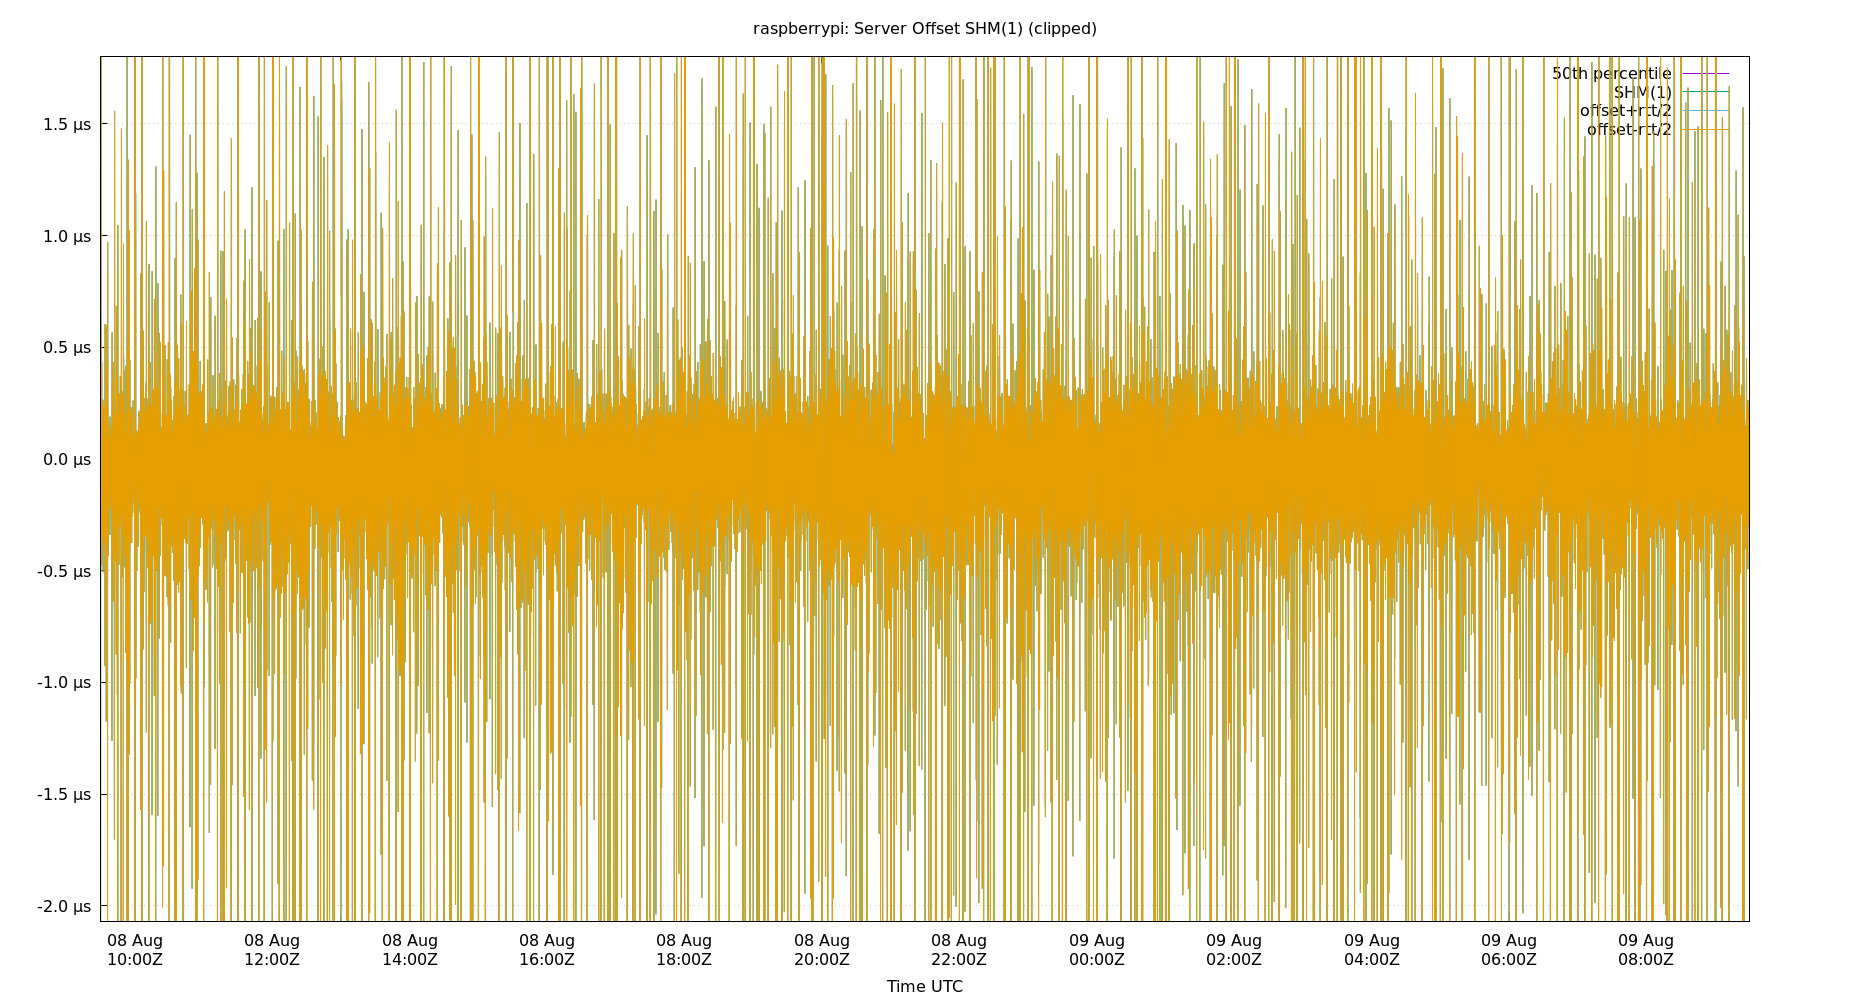 raspberrypi: Server Offset SHM(1) (clipped)
50th percentile
SHM(1)
offset+rtt/2
offset-rtt/2
1.5 µs
1.0 µs
0.5 µs
0.0 µs
-0.5 µs
-1.0 µs
-1.5 µs
-2.0 µs
08 Aug 08 Aug 08 Aug 08 Aug 08 Aug 08 Aug 08 Aug 09 Aug 09 Aug 09 Aug 09 Aug 09 Aug
10:00Z 12:00Z 14:00Z 16:00Z 18:00Z 20:00Z 22:00Z 00:00Z 02:00Z 04:00Z 06:00Z 08:00Z
Time UTC